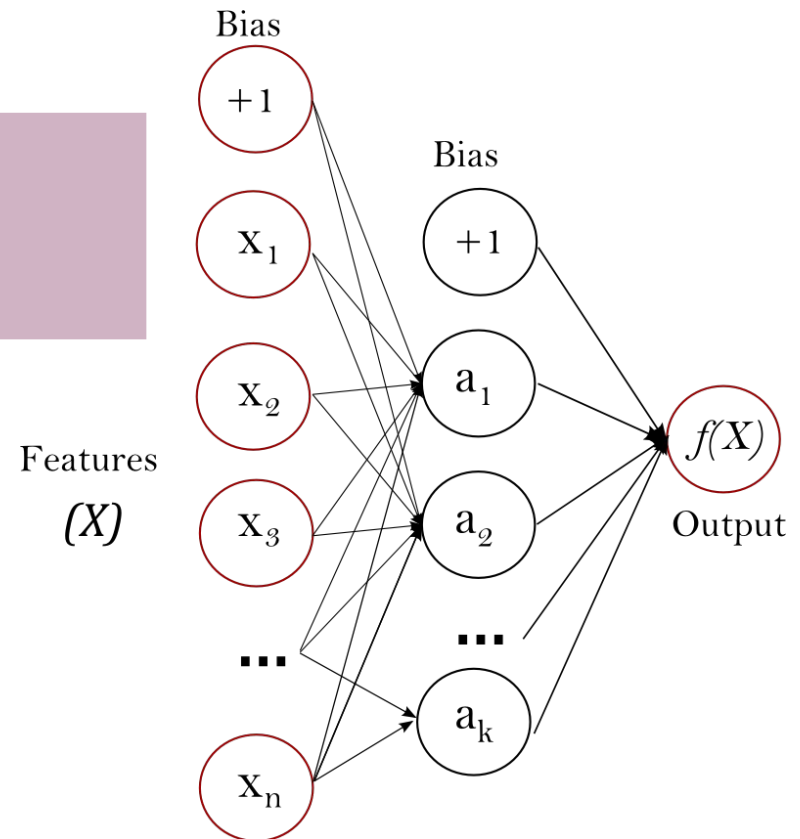 Bias
+1
x₁
x₂
x₃
...
xₙ
Features
(X)
Bias
+1
a₁
a₂
...
aₖ
f(X)
Output